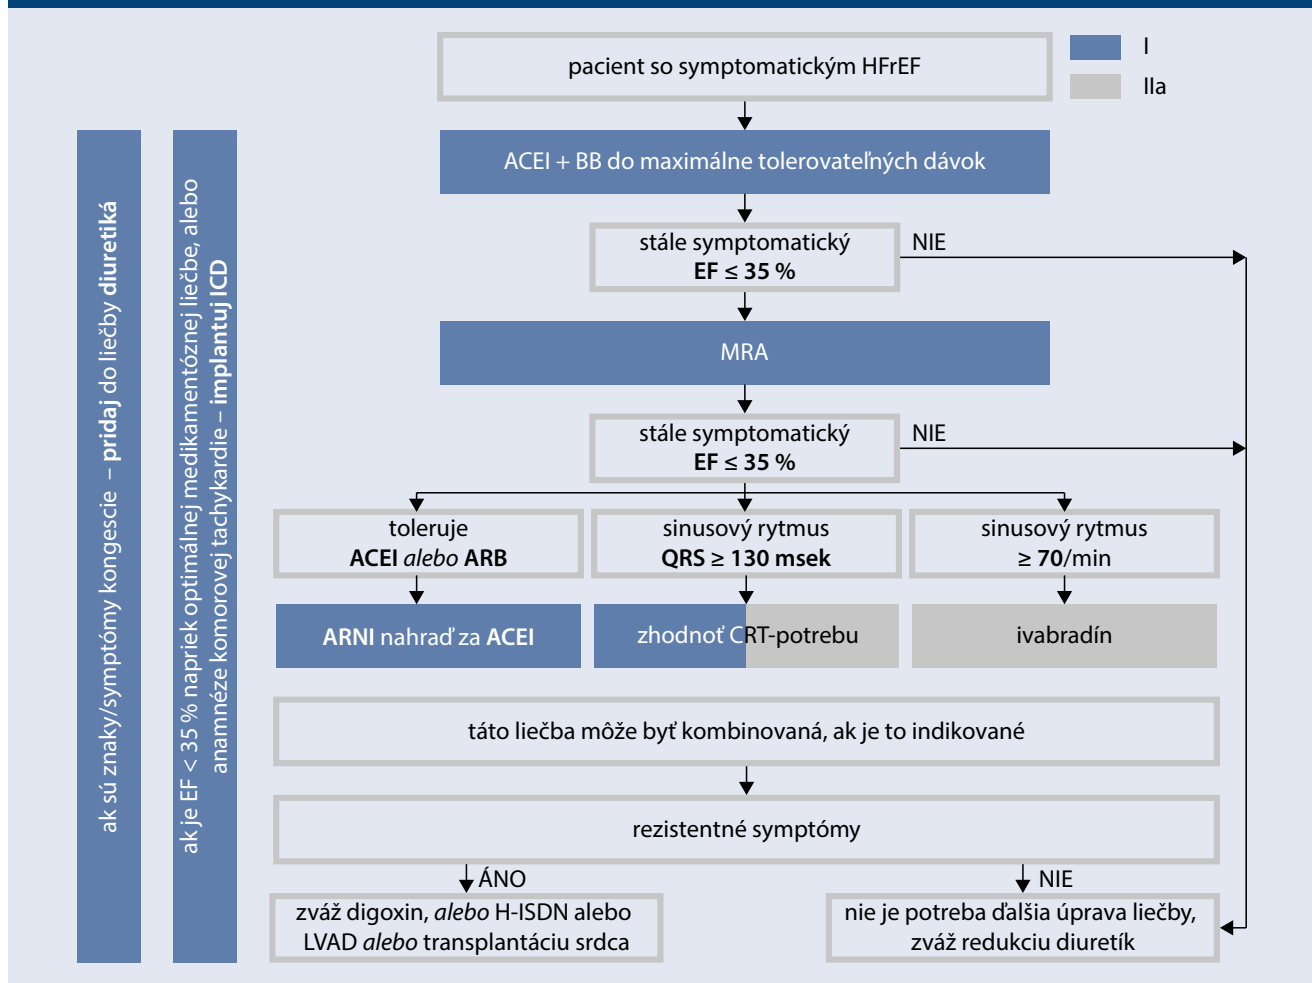 pacient so symptomatickým HFrEF
I
IIa
ak sú znaky/symptómy kongescie – pridaj do liečby diuretiká
ak je EF < 35 % napriek optimálnej medikamentóznej liečbe, alebo
anamnéze komorovej tachykardie – implantuj ICD
ACEI + BB do maximálne tolerovateľných dávok
stále symptomatický
EF ≤ 35 %
NIE
MRA
stále symptomatický
EF ≤ 35 %
NIE
toleruje
ACEI alebo ARB
sinusový rytmus
QRS ≥ 130 msek
sinusový rytmus
≥ 70/min
ARNI nahraď za ACEI
zhodnoť CRT-potrebu
ivabradín
táto liečba môže byť kombinovaná, ak je to indikované
rezistentné symptómy
ÁNO
NIE
zváž digoxin, alebo H-ISDN alebo
LVAD alebo transplantáciu srdca
nie je potreba ďalšia úprava liečby,
zváž redukciu diuretík